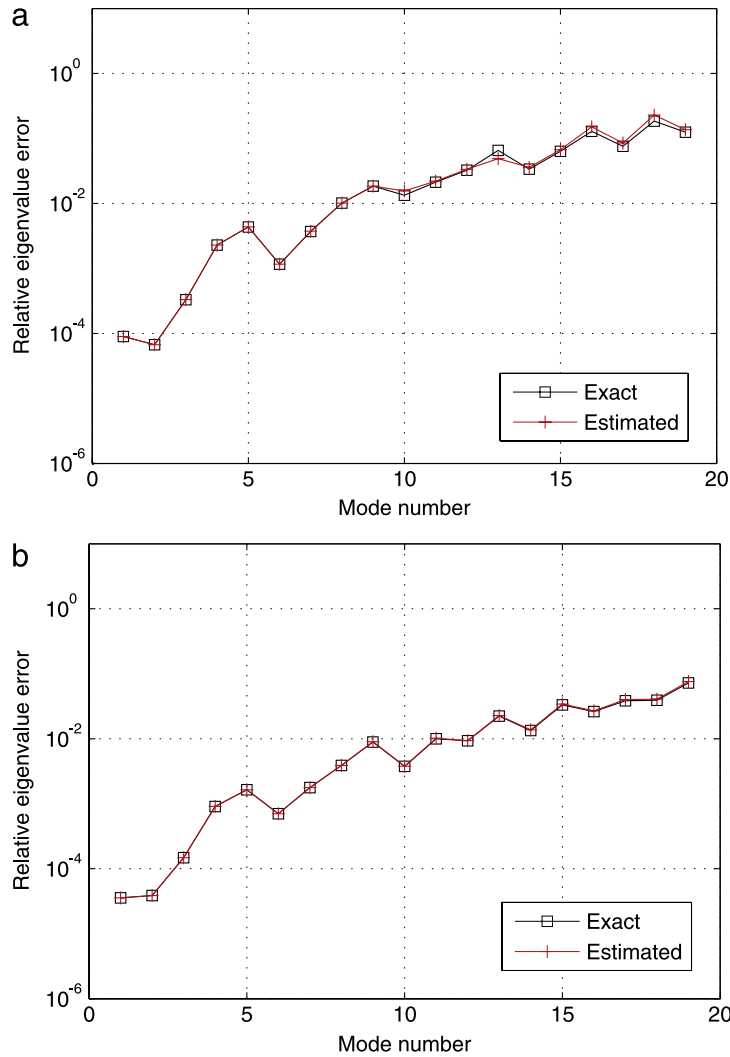 a
10^0
10^-2
10^-4
10^-6
Relative eigenvalue error
Exact
Estimated
0
5
10
15
20
Mode number
b
10^0
10^-2
10^-4
10^-6
Relative eigenvalue error
Exact
Estimated
0
5
10
15
20
Mode number